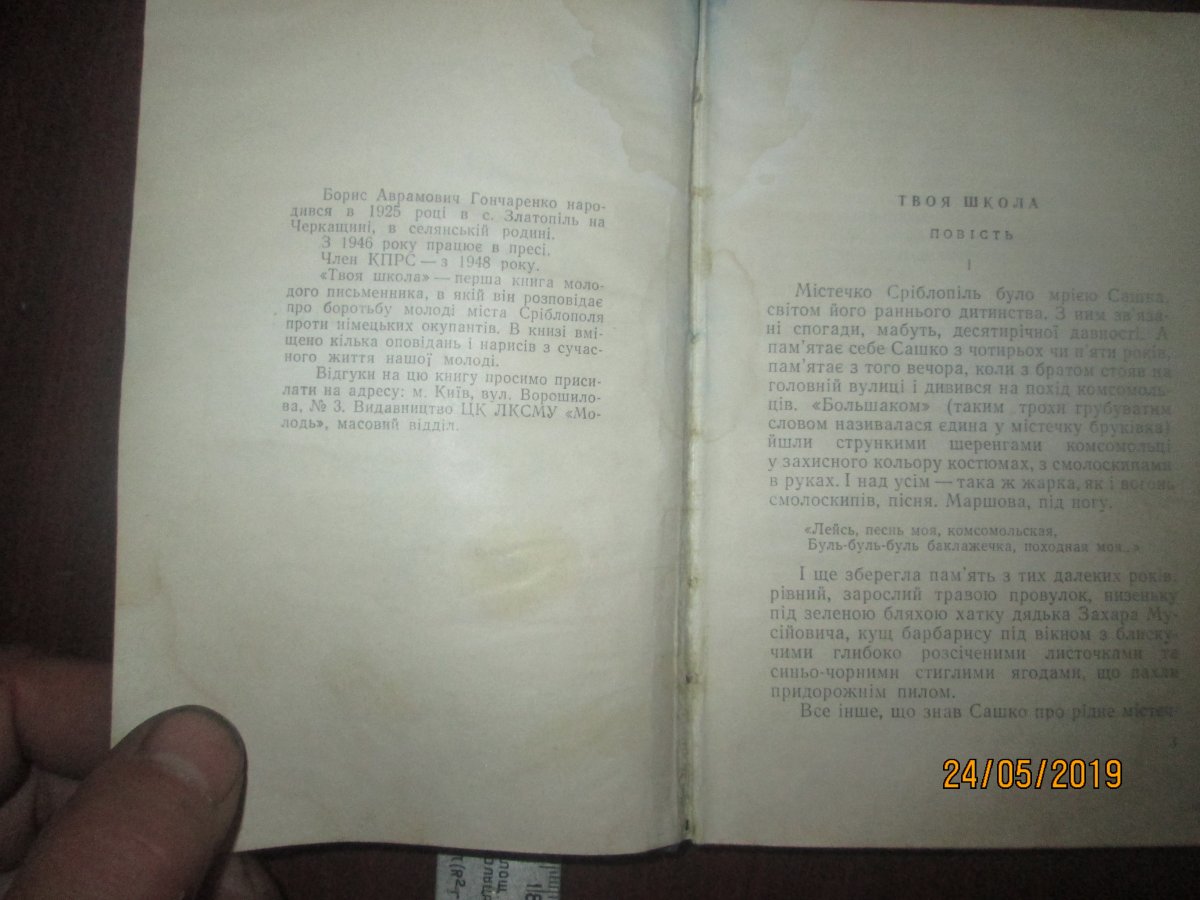 Борис Аврамович Гончаренко наро-
дився в 1925 році в с. Златопіль на
Черкащині, в селянській родині.
З 1946 року працює в пресі.
Член КПРС — з 1948 року.
«Твоя школа» — перша книга моло-
дого письменника, в якій він розповідає
про боротьбу молоді міста Сріблополя
проти німецьких окупантів. В книзі вмі-
щено кілька оповідань і нарисів з сучас-
ного життя нашої молоді.
Відгуки на цю книгу просимо приси-
лати на адресу: м. Київ, вул. Ворошило-
ва, № 3. Видавництво ЦК ЛКСМУ «Мо-
лодь», масовий відділ.
ТВОЯ ШКОЛА
ПОВІСТЬ
I
Містечко Сріблопіль було мрією Сашка,
світом його раннього дитинства. З ним зв'яза-
ні спогади, мабуть, десятирічної давності. А
пам'ятає себе Сашко з чотирьох чи п'яти років,
пам'ятає з того вечора, коли з братом стояв на
головній вулиці і дивився на похід комсомоль-
ців. «Большаком» (таким трохи грубуватим
словом називалася єдина у містечку бруківка)
йшли стрункими шеренгами комсомольці
у захисного кольору костюмах, з смолоскипами
в руках. І над усім — така ж жарка, як і вогонь
смолоскипів, пісня. Маршова, під ногу.
«Лейсь, песнь моя, комсомольская,
Буль-буль-буль баклажечка, походная моя..»
І ще зберегла пам'ять з тих далеких років:
рівний, зарослий травою провулок, низеньку
під зеленою бляхою хатку дядька Захара Му-
сійовича, кущ барбарису під вікном з блиску-
чими глибоко розсіченими листочками та
синьо-чорними стиглими ягодами, що пахли
придорожнім пилом.
Все інше, що знав Сашко про рідне містеч-
24/05/2019
18